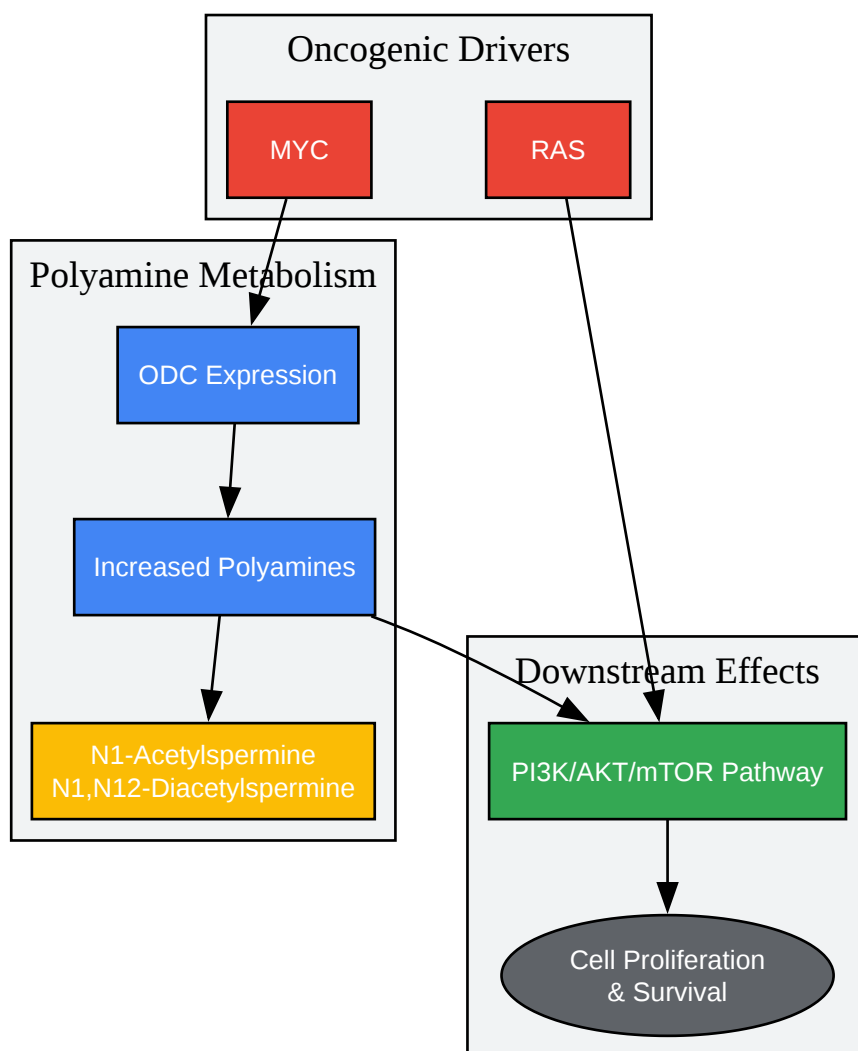 Oncogenic Drivers
MYC
RAS
Polyamine Metabolism
ODC Expression
Increased Polyamines
N1-Acetylspermine
N1,N12-Diacetylspermine
Downstream Effects
PI3K/AKT/mTOR Pathway
Cell Proliferation
& Survival